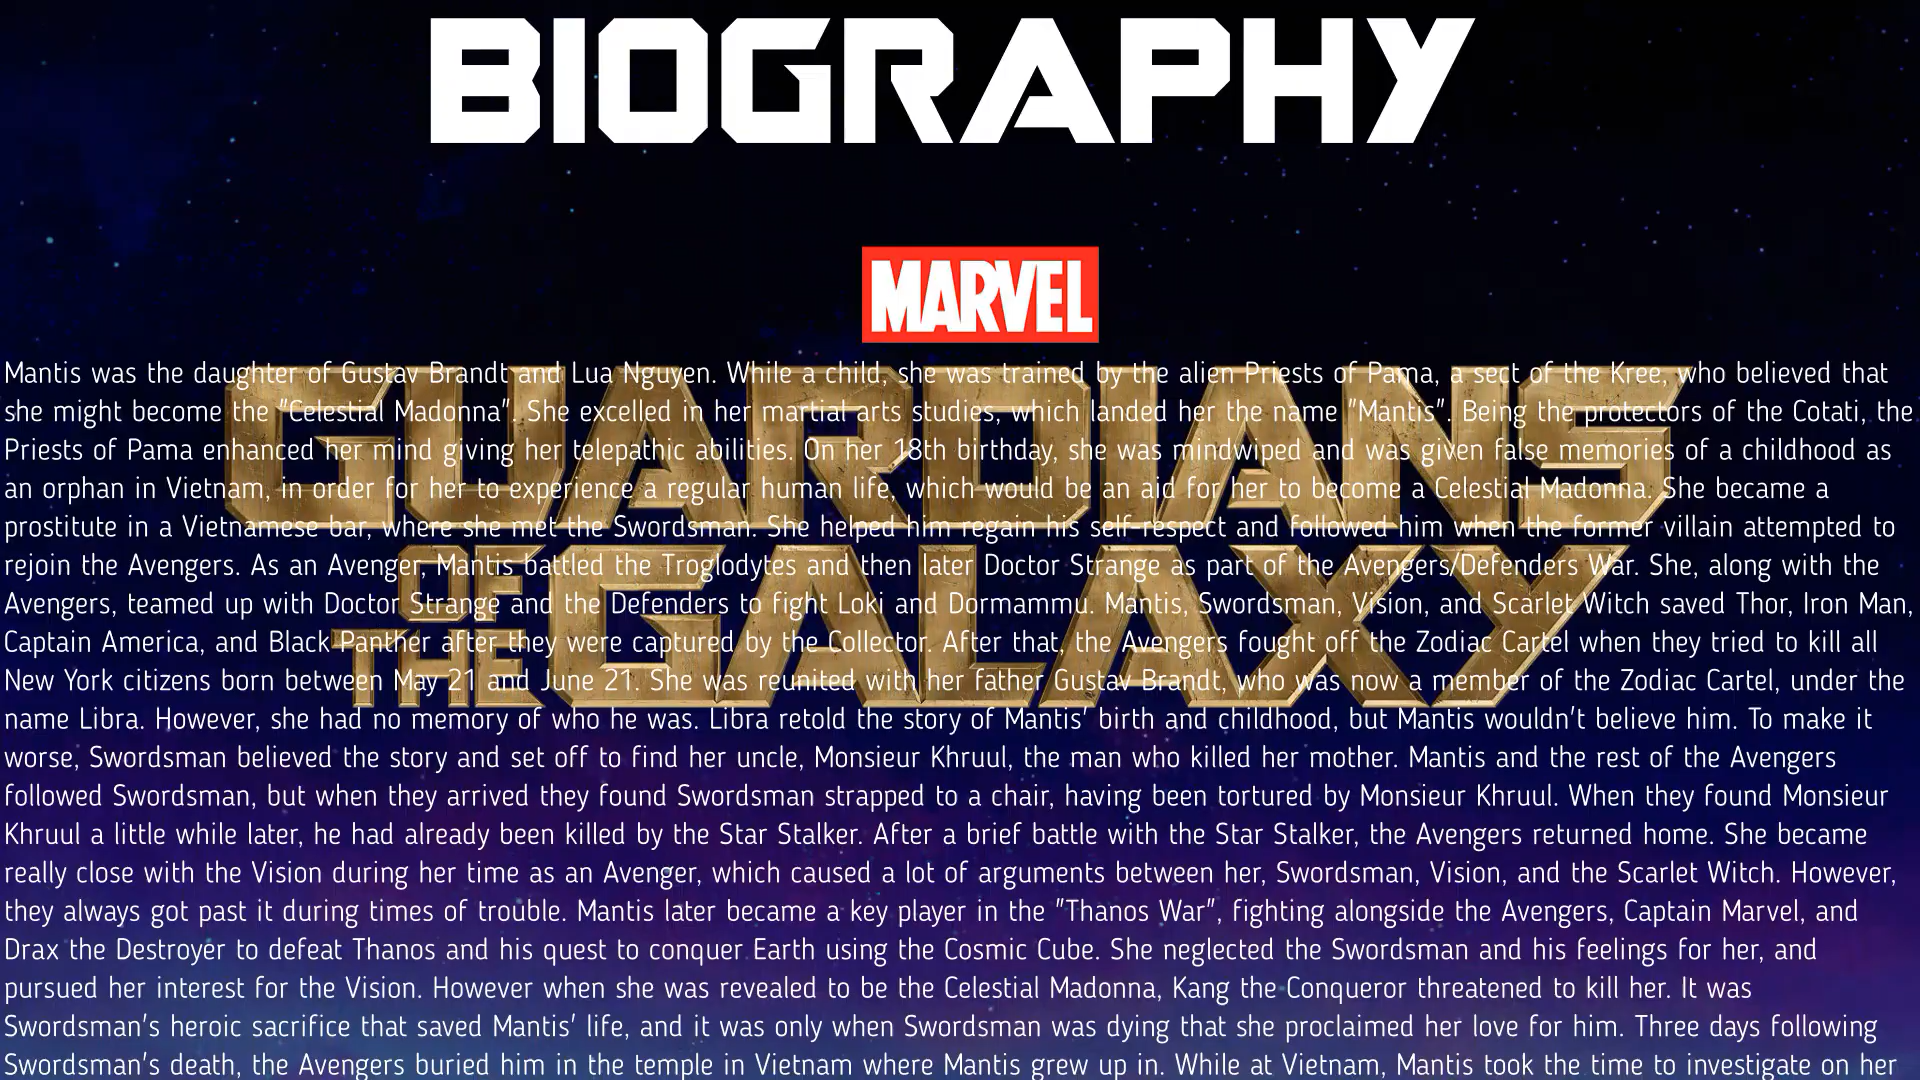 BIOGRAPHY
MARVEL
GUARDIANS
OF THE GALAXY
Mantis was the daughter of Gustav Brandt and Lua Nguyen. While a child, she was trained by the alien Priests of Pama, a sect of the Kree, who believed that
she might become the "Celestial Madonna". She excelled in her martial arts studies, which landed her the name "Mantis". Being the protectors of the Cotati, the
Priests of Pama enhanced her mind giving her telepathic abilities. On her 18th birthday, she was mindwiped and was given false memories of a childhood as
an orphan in Vietnam, in order for her to experience a regular human life, which would be an aid for her to become a Celestial Madonna. She became a
prostitute in a Vietnamese bar, where she met the Swordsman. She helped him regain his self-respect and followed him when the former villain attempted to
rejoin the Avengers. As an Avenger, Mantis battled the Troglodytes and then later Doctor Strange as part of the Avengers/Defenders War. She, along with the
Avengers, teamed up with Doctor Strange and the Defenders to fight Loki and Dormammu. Mantis, Swordsman, Vision, and Scarlet Witch saved Thor, Iron Man,
Captain America, and Black Panther after they were captured by the Collector. After that, the Avengers fought off the Zodiac Cartel when they tried to kill all
New York citizens born between May 21 and June 21. She was reunited with her father Gustav Brandt, who was now a member of the Zodiac Cartel, under the
name Libra. However, she had no memory of who he was. Libra retold the story of Mantis' birth and childhood, but Mantis wouldn't believe him. To make it
worse, Swordsman believed the story and set off to find her uncle, Monsieur Khruul, the man who killed her mother. Mantis and the rest of the Avengers
followed Swordsman, but when they arrived they found Swordsman strapped to a chair, having been tortured by Monsieur Khruul. When they found Monsieur
Khruul a little while later, he had already been killed by the Star Stalker. After a brief battle with the Star Stalker, the Avengers returned home. She became
really close with the Vision during her time as an Avenger, which caused a lot of arguments between her, Swordsman, Vision, and the Scarlet Witch. However,
they always got past it during times of trouble. Mantis later became a key player in the "Thanos War", fighting alongside the Avengers, Captain Marvel, and
Drax the Destroyer to defeat Thanos and his quest to conquer Earth using the Cosmic Cube. She neglected the Swordsman and his feelings for her, and
pursued her interest for the Vision. However when she was revealed to be the Celestial Madonna, Kang the Conqueror threatened to kill her. It was
Swordsman's heroic sacrifice that saved Mantis' life, and it was only when Swordsman was dying that she proclaimed her love for him. Three days following
Swordsman's death, the Avengers buried him in the temple in Vietnam where Mantis grew up in. While at Vietnam, Mantis took the time to investigate on her